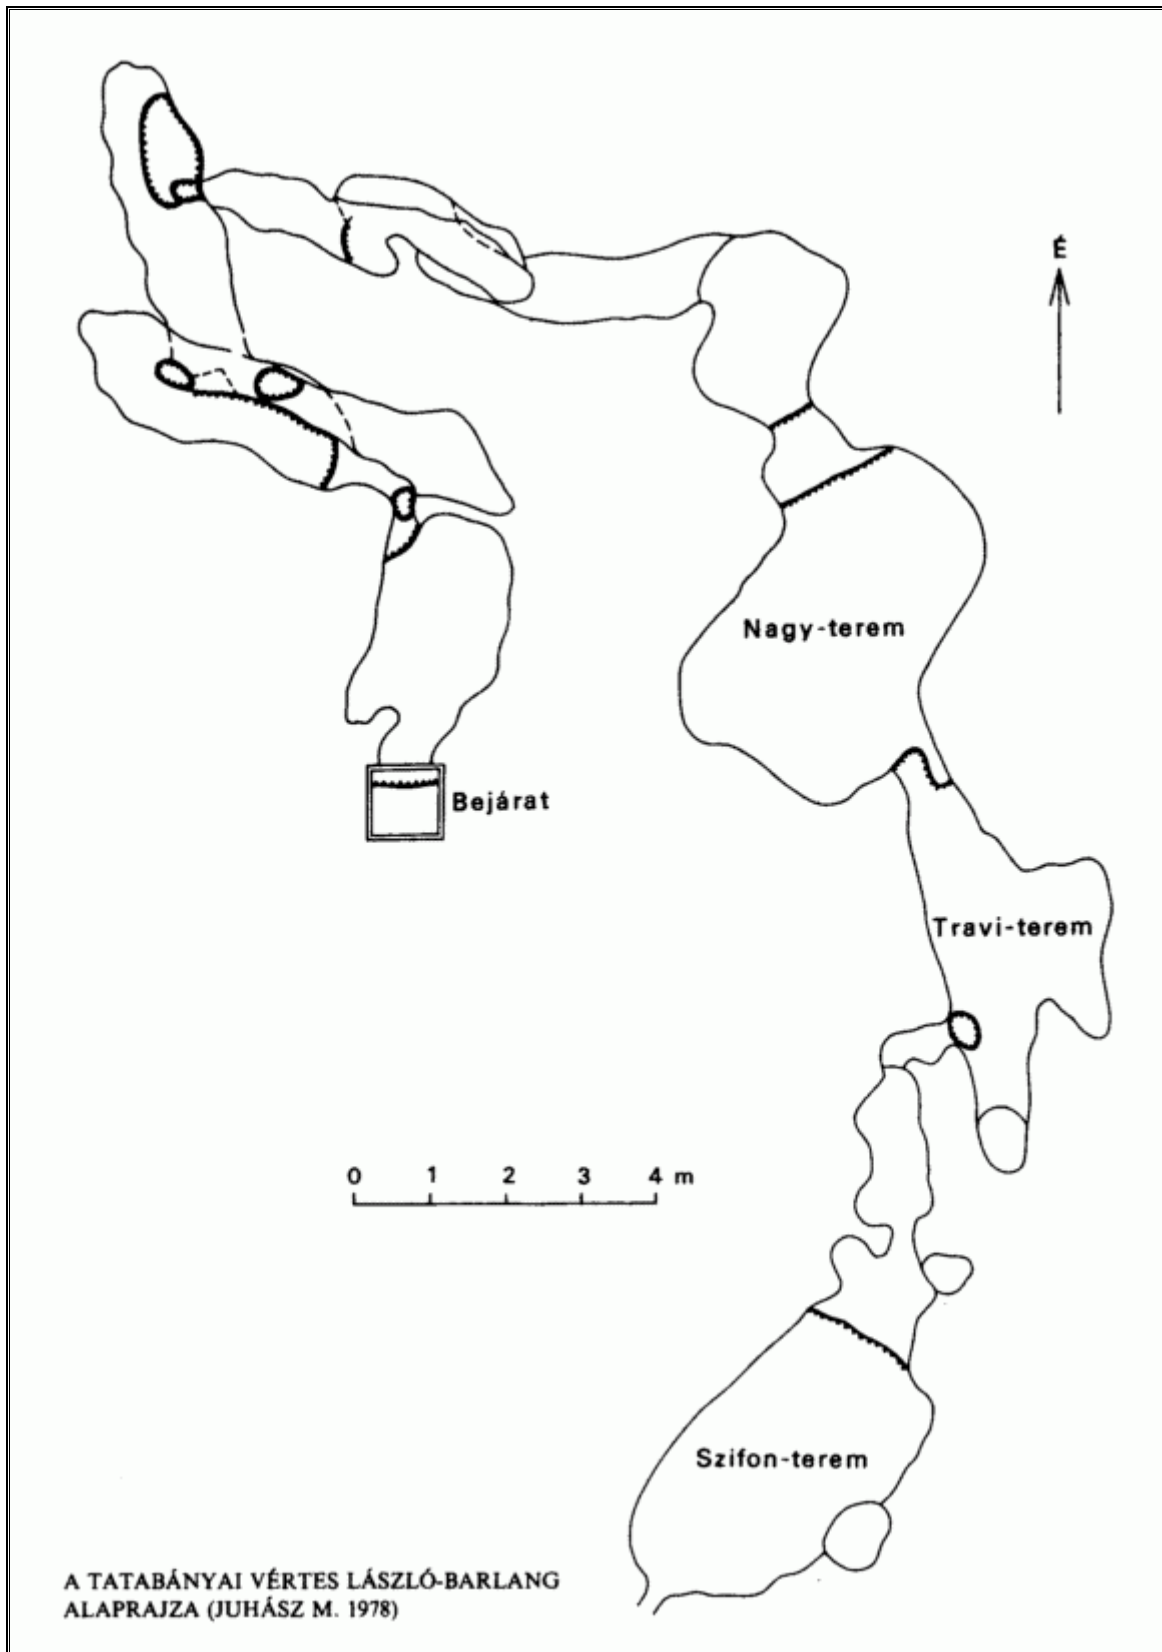 É
Nagy-terem
Bejárat
Travi-terem
0 1 2 3 4 m
Szifon-terem
A TATABÁNYAI VÉRTES LÁSZLÓ-BARLANG
ALAPRAJZA (JUHÁSZ M. 1978)